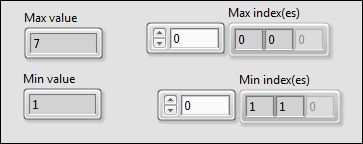 Max value
7
Max index(es)
0 0 0 0
Min value
1
Min index(es)
0 1 1 0